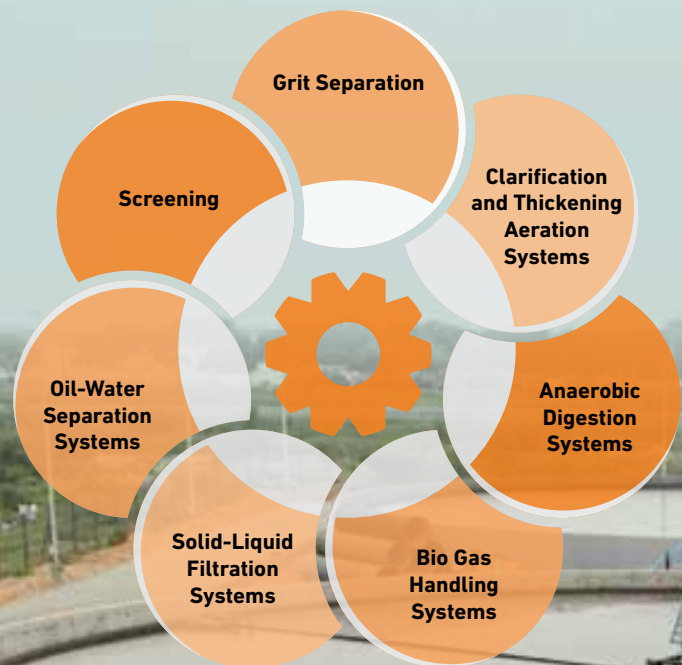 Grit Separation
Clarification
and Thickening
Aeration
Systems
Anaerobic
Digestion
Systems
Bio Gas
Handling
Systems
Solid-Liquid
Filtration
Systems
Oil-Water
Separation
Systems
Screening